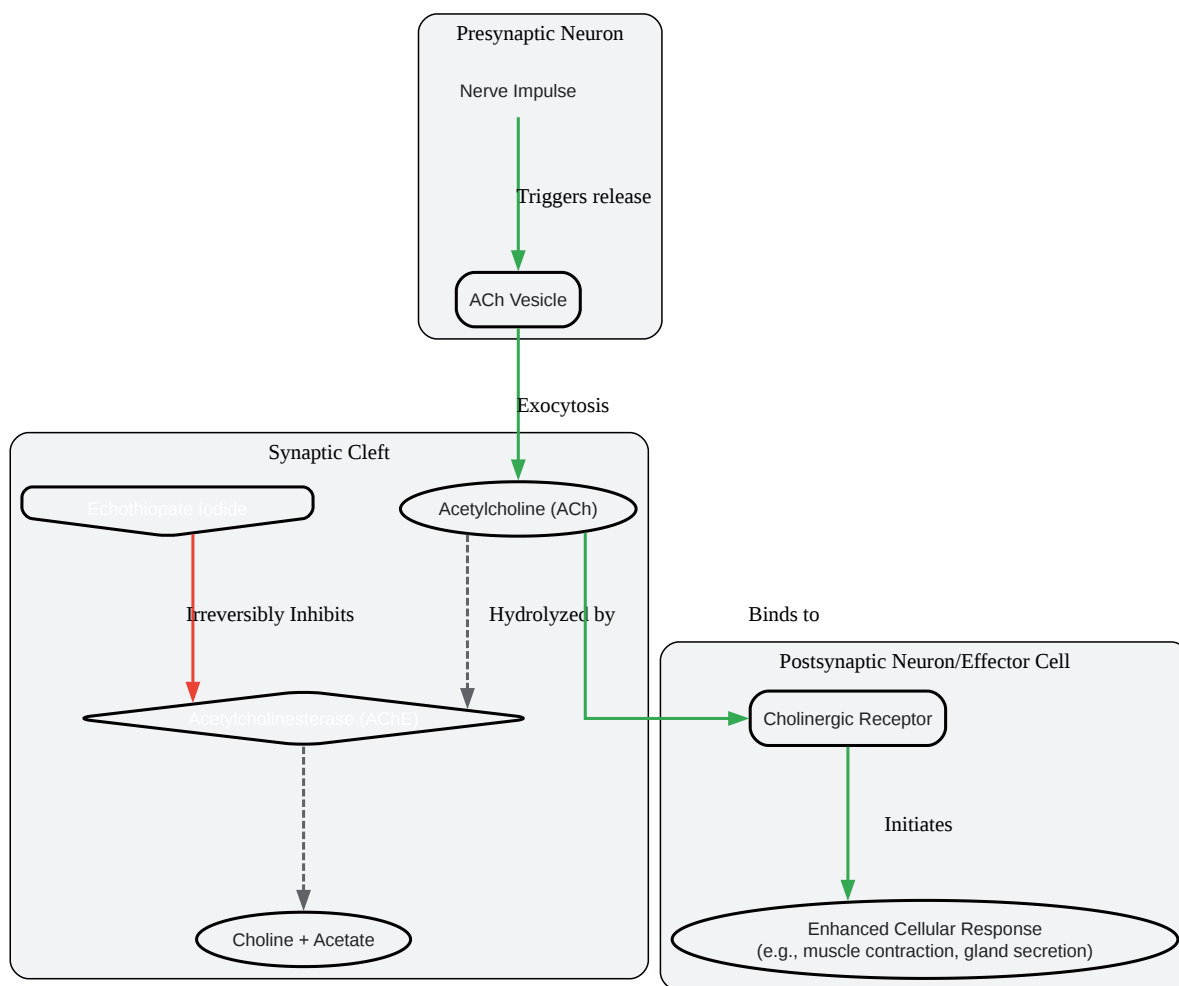 Presynaptic Neuron
Nerve Impulse
Triggers release
ACh Vesicle
Exocytosis
Synaptic Cleft
Echothiopate Iodide
Acetylcholine (ACh)
Irreversibly Inhibits
Hydrolyzed by
Binds to
Postsynaptic Neuron/Effector Cell
Acetylcholinesterase (AChE)
Cholinergic Receptor
Initiates
Choline + Acetate
Enhanced Cellular Response
(e.g., muscle contraction, gland secretion)